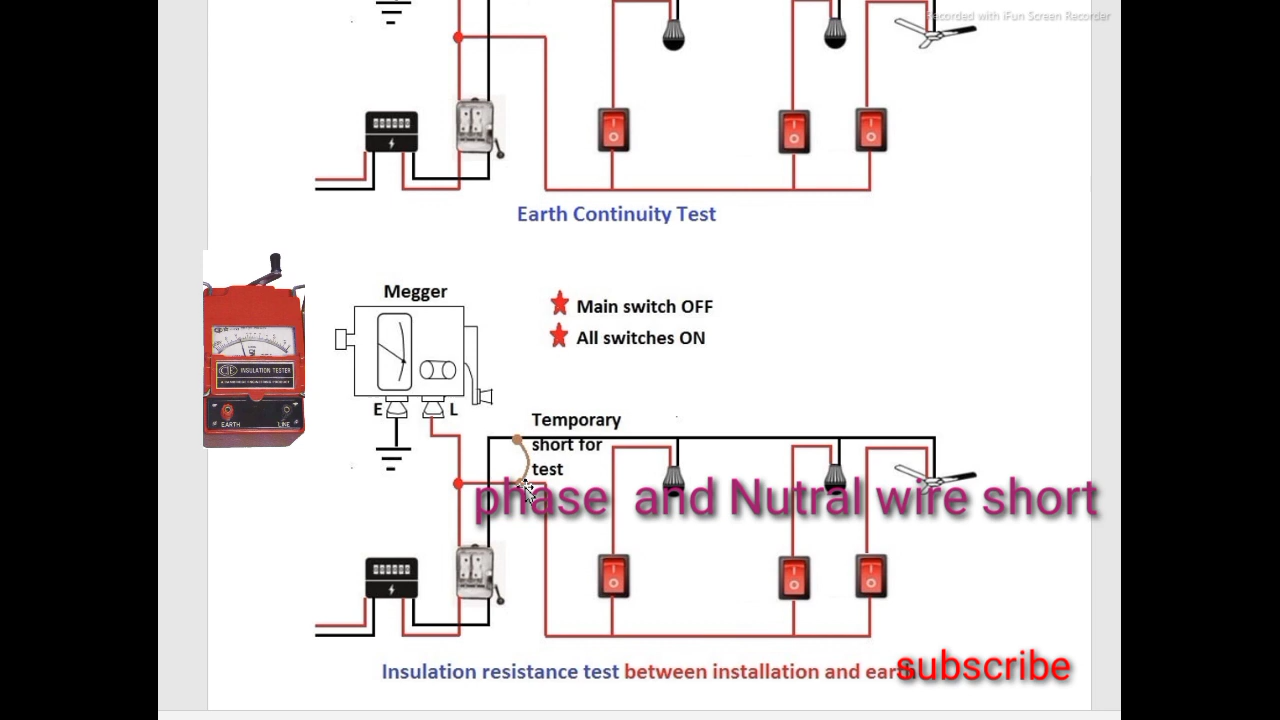 Recorded with iFun Screen Recorder
Earth Continuity Test
Megger
Main switch OFF
All switches ON
INSULATION TESTER
EARTH
LINE
E
L
Temporary
short for
test
phase and Nutral wire short
Insulation resistance test between installation and earth
subscribe